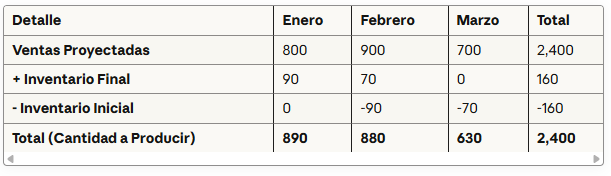 Detalle Enero Febrero Marzo Total
Ventas Proyectadas 800 900 700 2,400
+ Inventario Final 90 70 0 160
- Inventario Inicial 0 -90 -70 -160
Total (Cantidad a Producir) 890 880 630 2,400